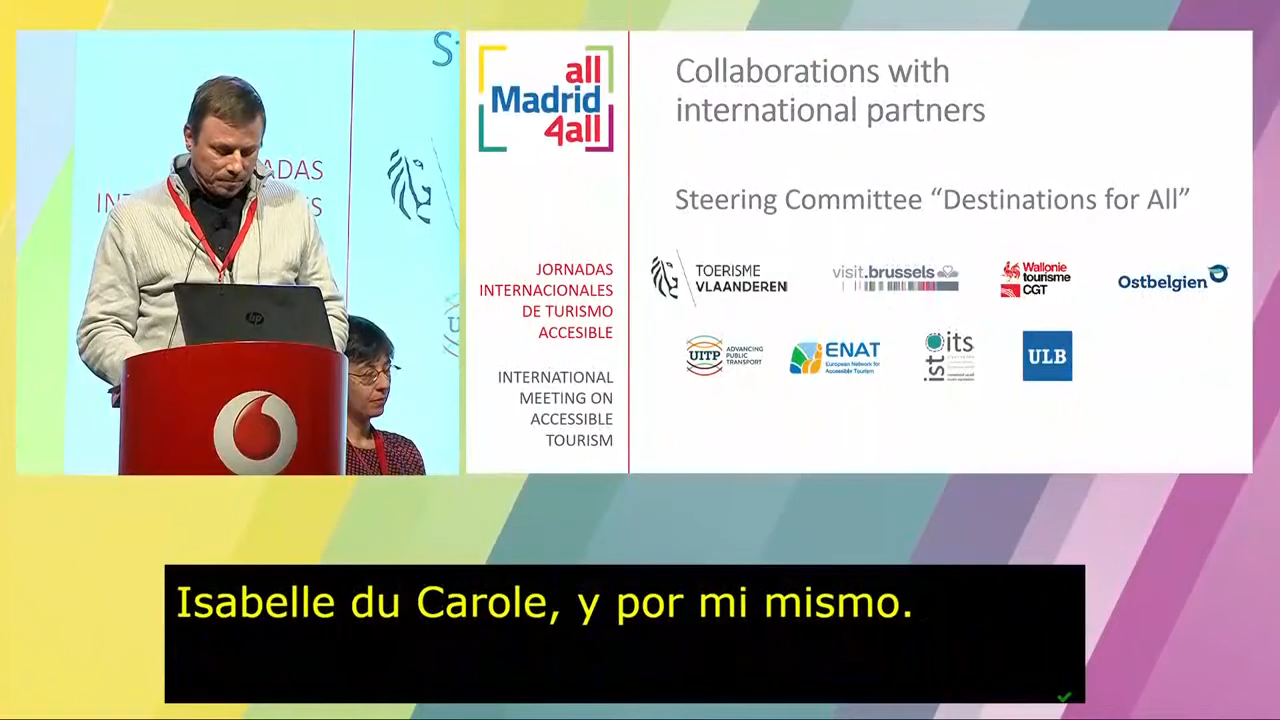 all
Madrid
4all
JORNADAS
INTERNACIONALES
DE TURISMO
ACCESIBLE
INTERNATIONAL
MEETING ON
ACCESSIBLE
TOURISM
Collaborations with
international partners
Steering Committee “Destinations for All”
TOERISME
VLAANDEREN
visit.brussels
Wallonie
tourisme
CGT
Ostbelgien
UITP
ADVANCING
PUBLIC
TRANSPORT
ENAT
European Network for
Accessible Tourism
isto
its
ULB
hp
Isabelle du Carole, y por mi mismo.